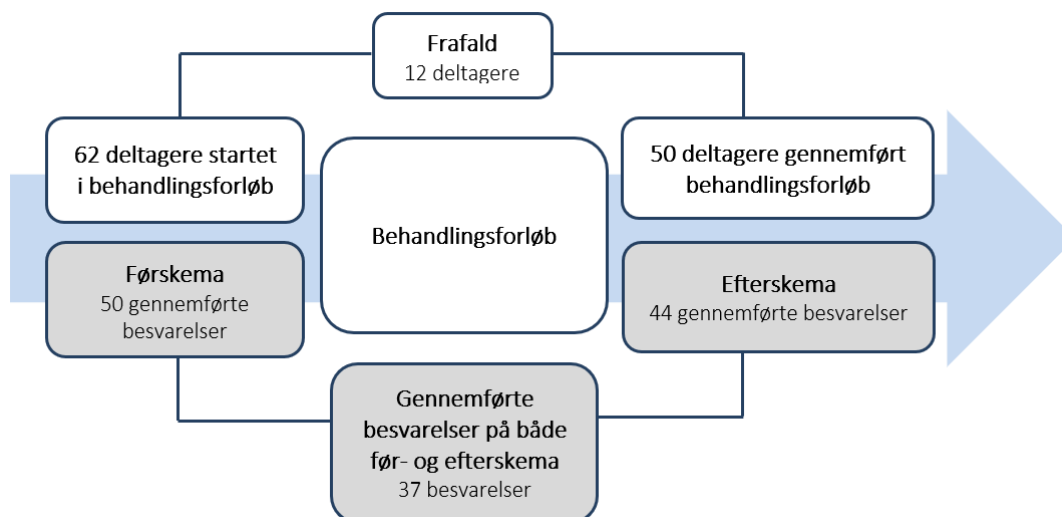 Frafald
12 deltagere
62 deltagere startet
i behandlingsforløb
Behandlingsforløb
50 deltagere gennemført
behandlingsforløb
Førskema
50 gennemførte
besvarelser
Efterskema
44 gennemførte besvarelser
Gennemførte
besvarelser på både
før- og efterskema
37 besvarelser